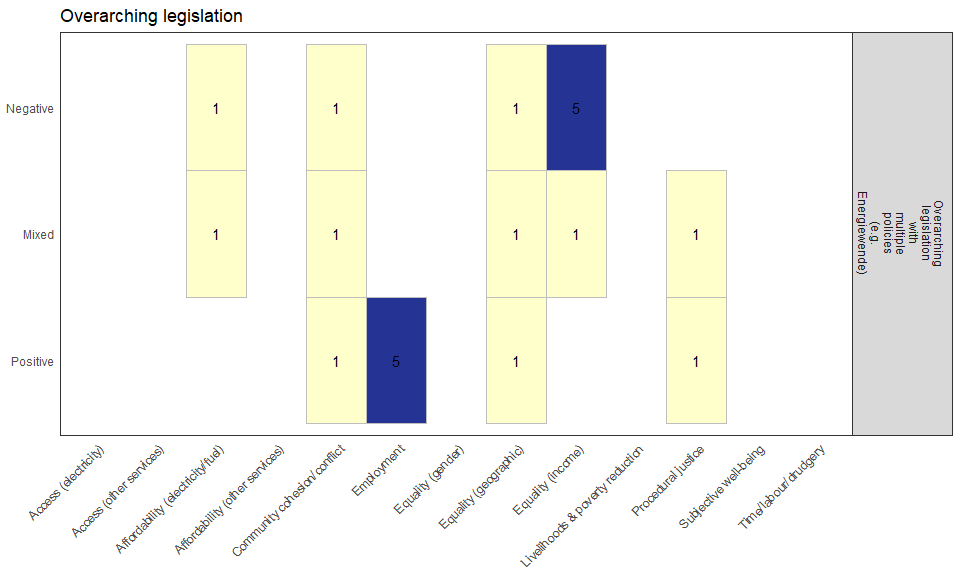 Overarching legislation
Negative
1
1
1
5
Mixed
1
1
1
1
1
Positive
1
5
1
1
Overarching
legislation
with
multiple
policies
(e.g.
Energiewende)
Access (electricity)
Access (other services)
Affordability (electricity/fuel)
Affordability (other services)
Community cohesion/conflict
Employment
Equality (gender)
Equality (geographic)
Equality (income)
Livelihoods & poverty reduction
Procedural justice
Subjective well-being
Time/labour/drudgery